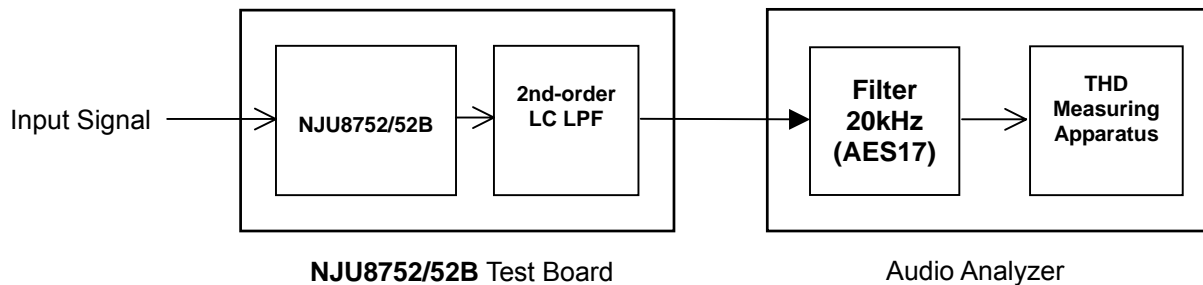 Input Signal
NJU8752/52B
2nd-order
LC LPF
Filter
20kHz
(AES17)
THD
Measuring
Apparatus
NJU8752/52B Test Board
Audio Analyzer